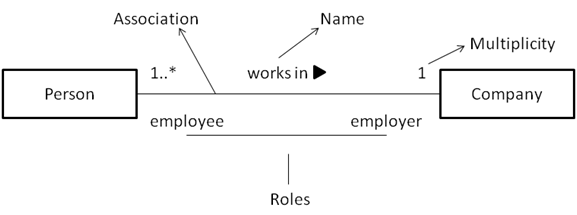 Association
Name
Multiplicity
1..*
works in ▶
1
Person
Company
employee
employer
Roles